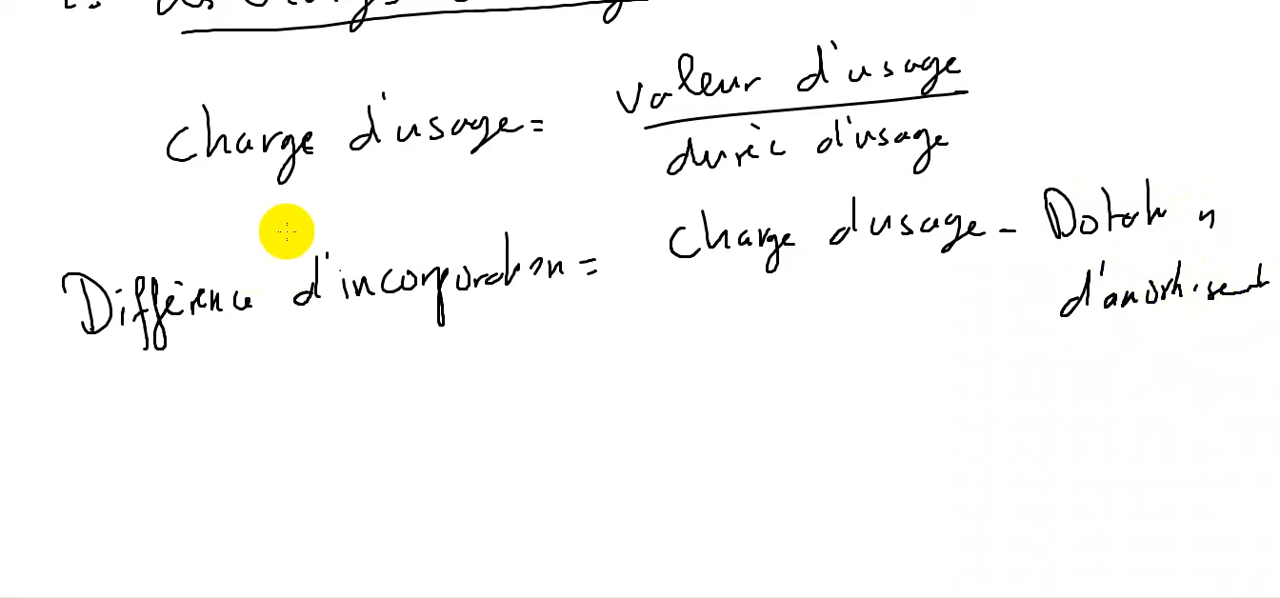 Charge d'usage = valeur d'usage
durée d'usage
Différence d'incorporation = Charge d'usage - Dotation
d'amortissement